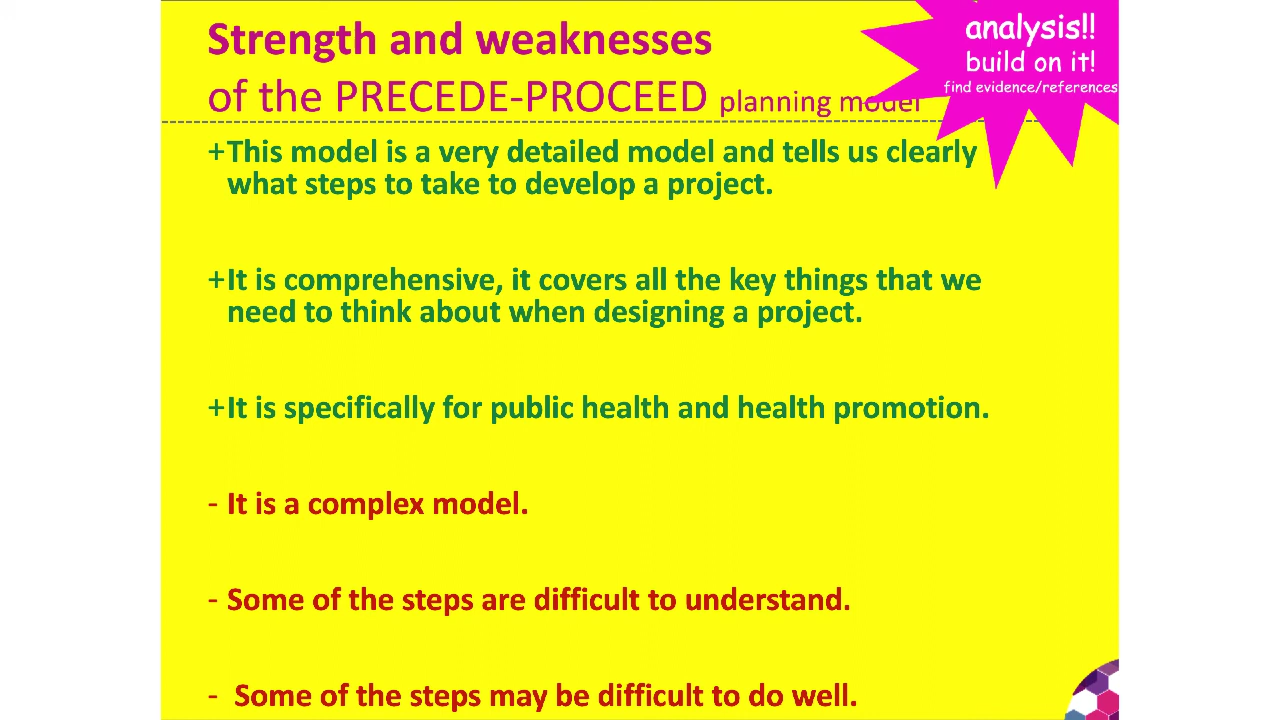 Strength and weaknesses
of the PRECEDE-PROCEED planning model
analysis!!
build on it!
find evidence/references
+This model is a very detailed model and tells us clearly
what steps to take to develop a project.
+It is comprehensive, it covers all the key things that we
need to think about when designing a project.
+It is specifically for public health and health promotion.
- It is a complex model.
- Some of the steps are difficult to understand.
- Some of the steps may be difficult to do well.